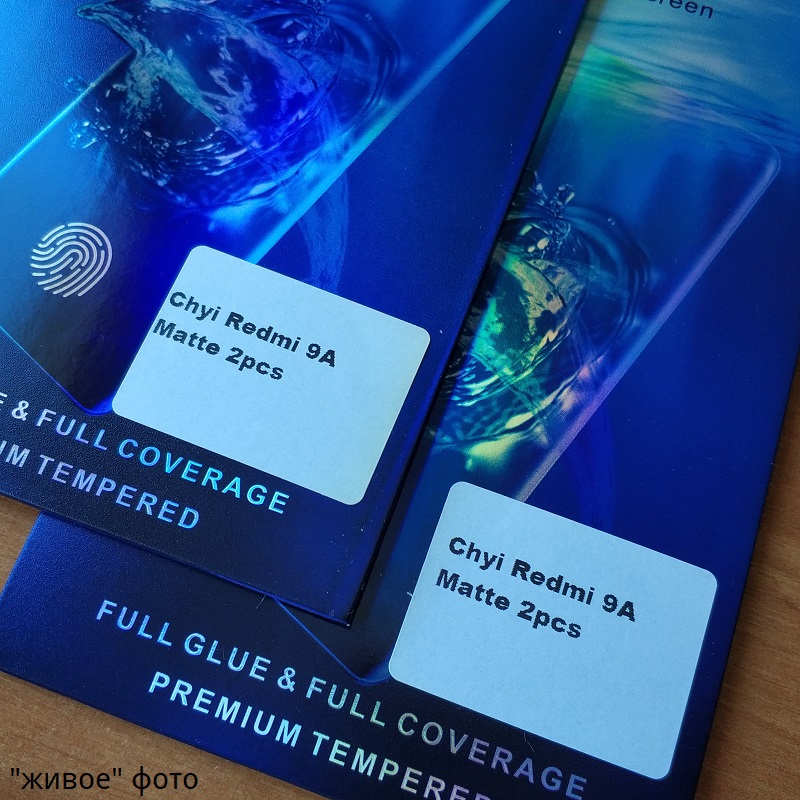 Chyi Redmi 9A
Matte 2pcs
& FULL COVERAGE
TEMPERED
Chyi Redmi 9A
Matte 2pcs
FULL GLUE & FULL COVERAGE
PREMIUM TEMPERED
"живое" фото